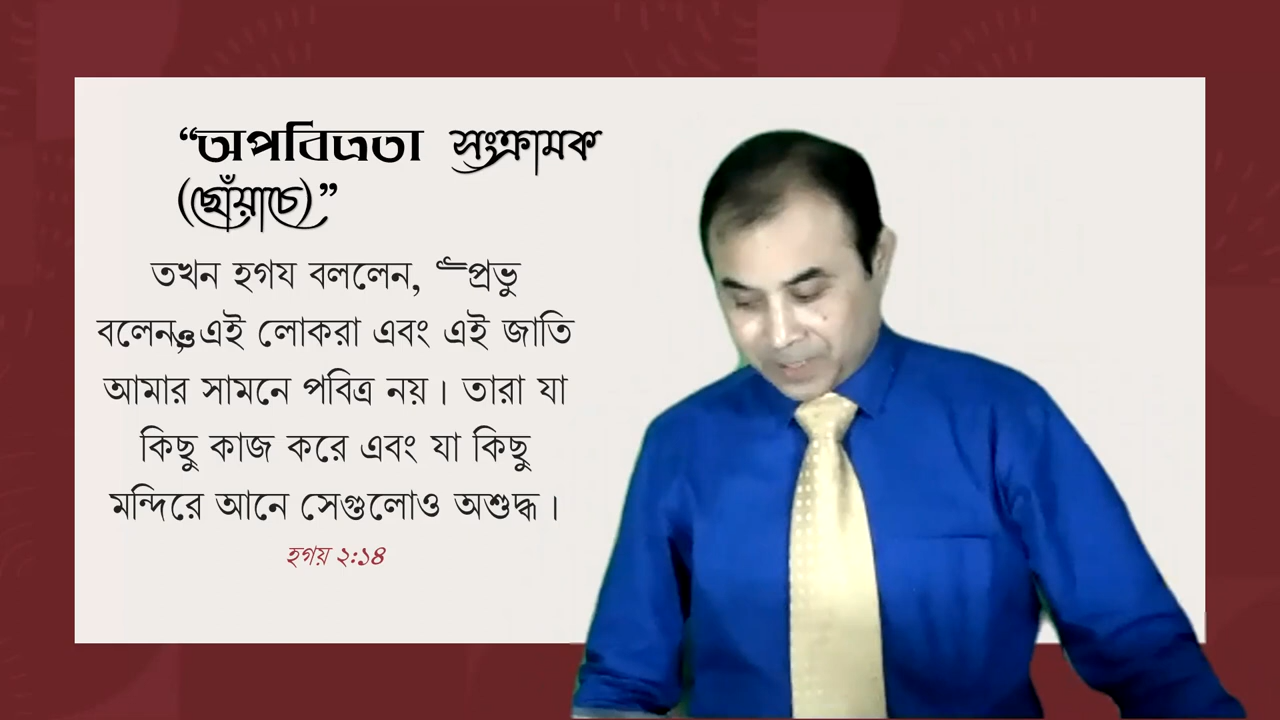 “অপবিত্রতা সংক্রামক
(ছোঁয়াচে)”
তখন হগয বললেন, “প্রভু
বলেন, এই লোকরা এবং এই জাতি
আমার সামনে পবিত্র নয়। তারা যা
কিছু কাজ করে এবং যা কিছু
মন্দিরে আনে সেগুলোও অশুদ্ধ।
হগয় ২:১৪